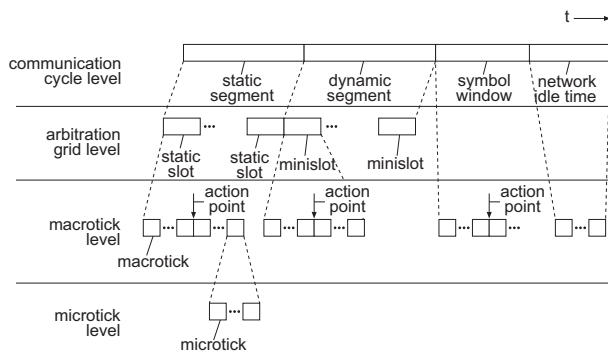 t
communication
cycle level
static
segment
dynamic
segment
symbol
window
network
idle time
arbitration
grid level
...
...
static
slot
static
slot
minislot
minislot
macrotick
level
action
point
action
point
action
point
...
...
...
...
...
...
...
macrotick
microtick
level
...
microtick